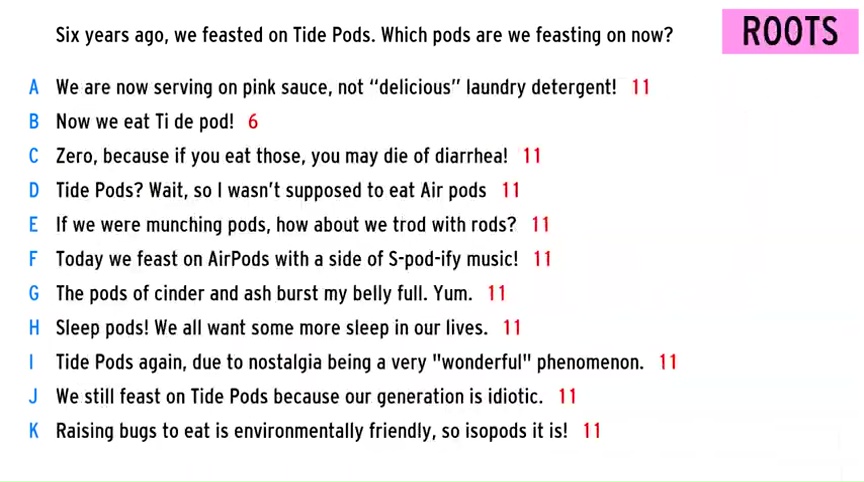 Six years ago, we feasted on Tide Pods. Which pods are we feasting on now?
ROOTS
A We are now serving on pink sauce, not “delicious” laundry detergent! 11
B Now we eat Ti de pod! 6
C Zero, because if you eat those, you may die of diarrhea! 11
D Tide Pods? Wait, so I wasn't supposed to eat Air pods 11
E If we were munching pods, how about we trod with rods? 11
F Today we feast on AirPods with a side of S-pod-ify music! 11
G The pods of cinder and ash burst my belly full. Yum. 11
H Sleep pods! We all want some more sleep in our lives. 11
I Tide Pods again, due to nostalgia being a very "wonderful" phenomenon. 11
J We still feast on Tide Pods because our generation is idiotic. 11
K Raising bugs to eat is environmentally friendly, so isopods it is! 11